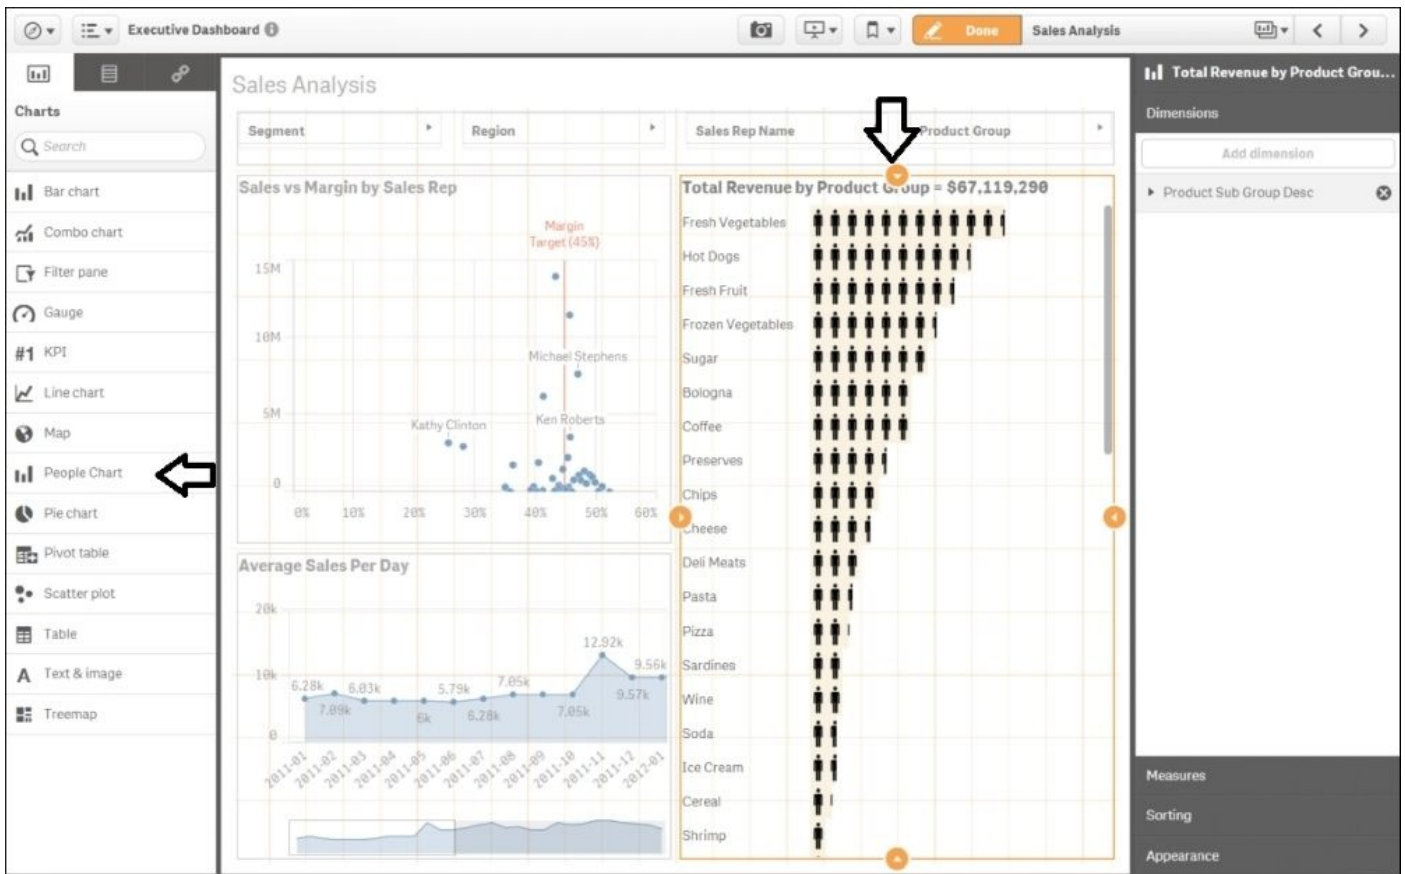 Executive Dashboard
Done
Sales Analysis
Charts
Search
Bar chart
Combo chart
Filter pane
Gauge
#1 KPI
Line chart
Map
People Chart
Pie chart
Pivot table
Scatter plot
Table
A Text & image
Treemap
Sales Analysis
Segment
Region
Sales Rep Name
Product Group
Sales vs Margin by Sales Rep
Margin
Target (45%)
15M
10M
5M
0
Michael Stephens
Kathy Clinton
Ken Roberts
0% 10% 20% 30% 40% 50% 60%
Average Sales Per Day
20k
10k
0
6.28k
7.09k
6.03k
6k
5.79k
6.28k
7.05k
7.05k
12.92k
9.57k
9.56k
2011-01 2011-02 2011-03 2011-04 2011-05 2011-06 2011-07 2011-08 2011-09 2011-10 2011-11 2011-12 2012-01
Total Revenue by Product Group = $67,119,290
Fresh Vegetables
Hot Dogs
Fresh Fruit
Frozen Vegetables
Sugar
Bologna
Coffee
Preserves
Chips
Cheese
Deli Meats
Pasta
Pizza
Sardines
Wine
Soda
Ice Cream
Cereal
Shrimp
Total Revenue by Product Grou...
Dimensions
Add dimension
Product Sub Group Desc
Measures
Sorting
Appearance